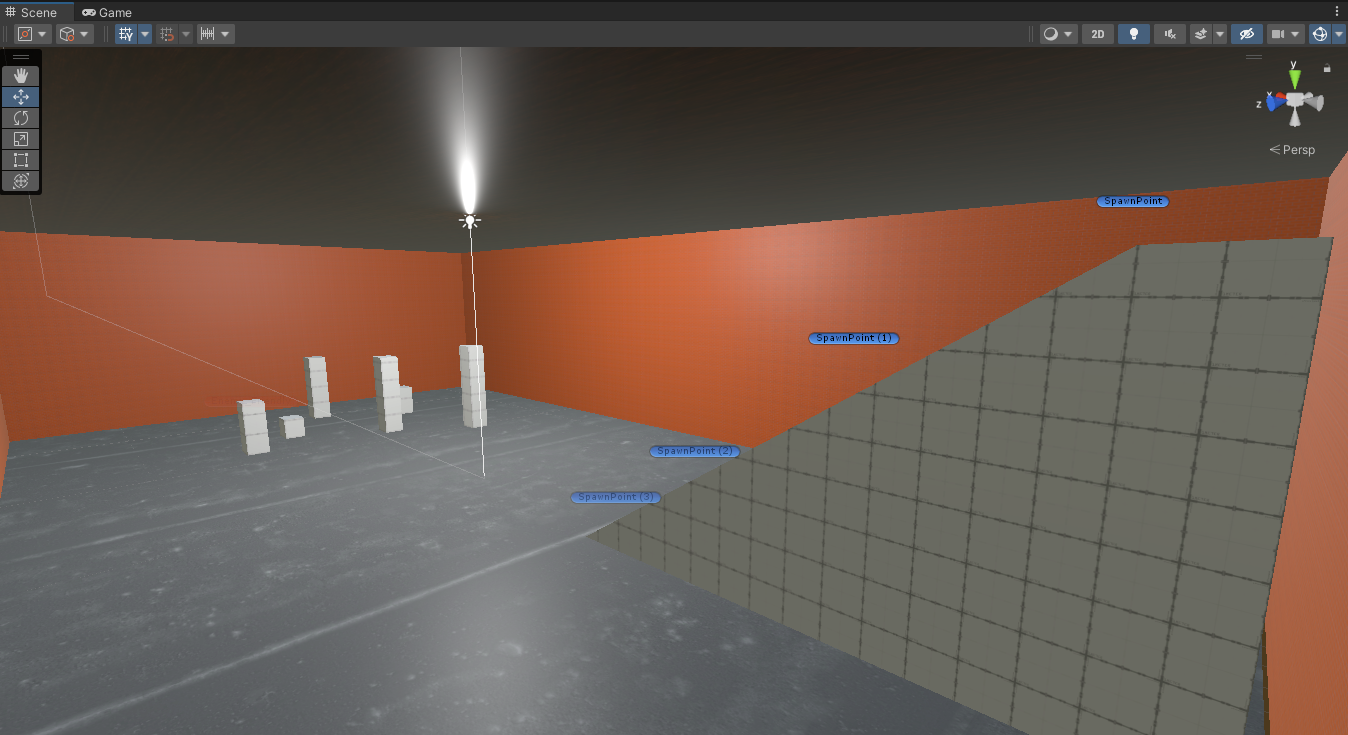 Scene
Game
2D
y
x
z
Persp
SpawnPoint
SpawnPoint (1)
SpawnPoint (2)
SpawnPoint (3)